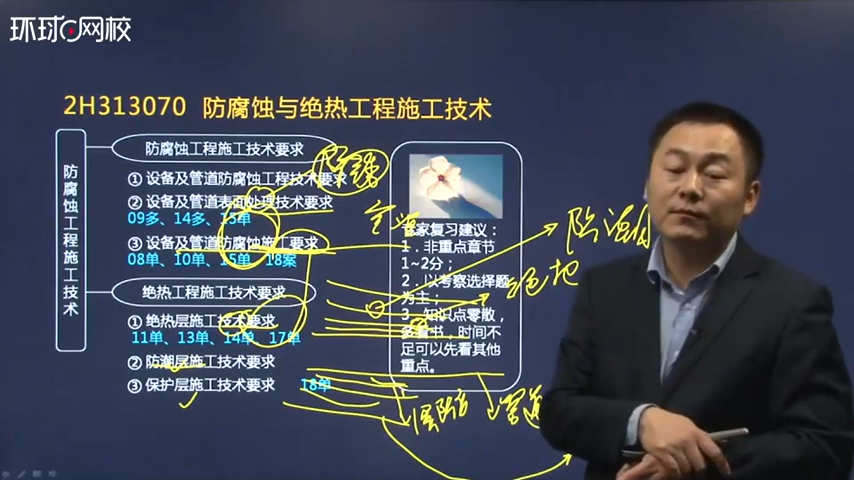 环球网校
2H313070 防腐蚀与绝热工程施工技术
防腐蚀工程施工技术
防腐蚀工程施工技术要求
① 设备及管道防腐蚀工程技术要求
② 设备及管道表面处理技术要求
09多、14多、15单
③ 设备及管道防腐蚀施工要求
08单、10单、15单 18案
绝热工程施工技术要求
① 绝热层施工技术要求
11单、13单、14单、17单
② 防潮层施工技术要求
③ 保护层施工技术要求 18单
管家复习建议：
1．非重点章节
1~2分；
2．以考察选择题
为主；
3．知识点零散，
多看书，时间不
足可以先看其他
重点。